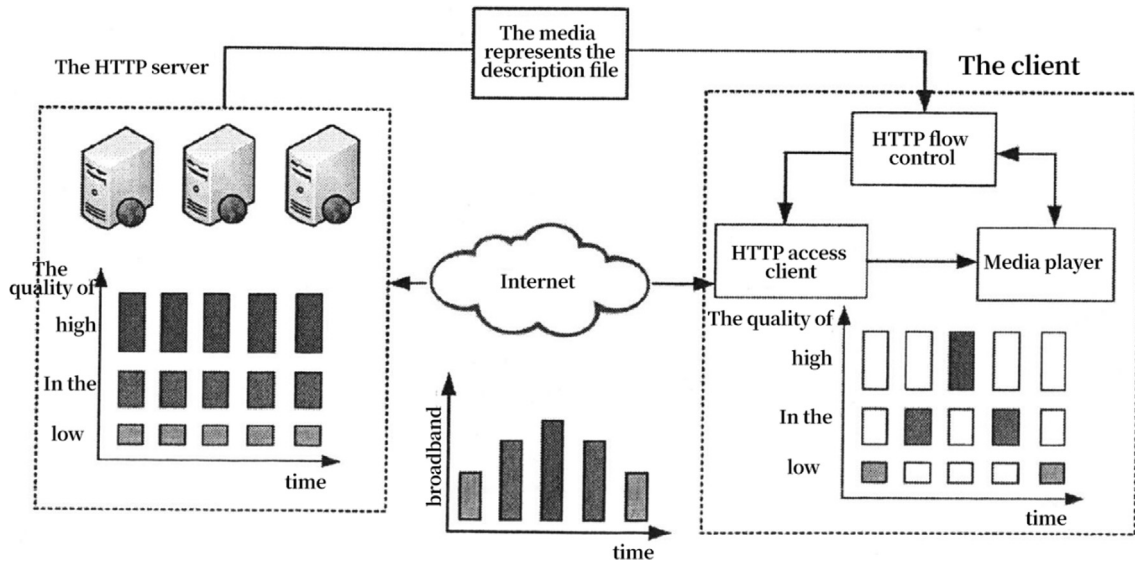 The media
represents the
description file
The HTTP server
The client
HTTP flow
control
HTTP access
client
Media player
Internet
The
quality of
high
In the
low
time
broadband
time
The quality of
high
In the
low
time